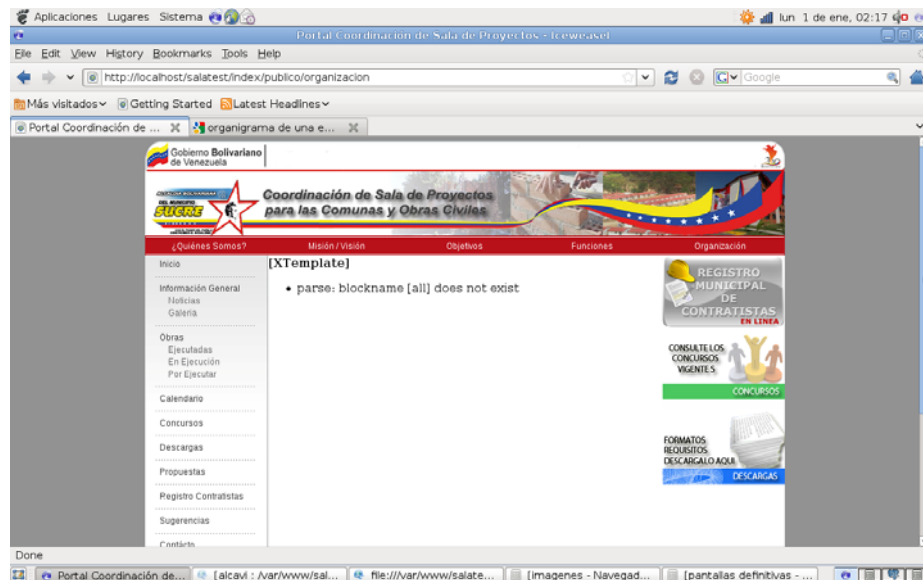 Aplicaciones Lugares Sistema
lun 1 de ene, 02:17
Portal Coordinación de Sala de Proyectos - Iceweasel
File Edit View History Bookmarks Tools Help
http://localhost/salatest/index/publico/organizacion
Google
Más visitados Getting Started Latest Headlines
Portal Coordinación de ...
organigrama de una e...
Gobierno Bolivariano
de Venezuela
DEL MUNICIPIO
SUCRE
Coordinación de Sala de Proyectos
para las Comunas y Obras Civiles
¿Quiénes Somos? Misión / Visión Objetivos Funciones Organización
Inicio
Información General
Noticias
Galeria
Obras
Ejecutadas
En Ejecución
Por Ejecutar
Calendario
Concursos
Descargas
Propuestas
Registro Contratistas
Sugerencias
Contácto
[XTemplate]
• parse: blockname [all] does not exist
REGISTRO
MUNICIPAL
DE
CONTRATISTAS
EN LINEA
CONSULTE LOS
CONCURSOS
VIGENTES
CONCURSOS
FORMATOS
REQUISITOS
DESCARGALO AQUI
DESCARGAS
Done
Portal Coordinación de...
[alcavi : /var/www/sal...
file:///var/www/salate...
[imagenes - Navegad...
[pantallas definitivas - ...